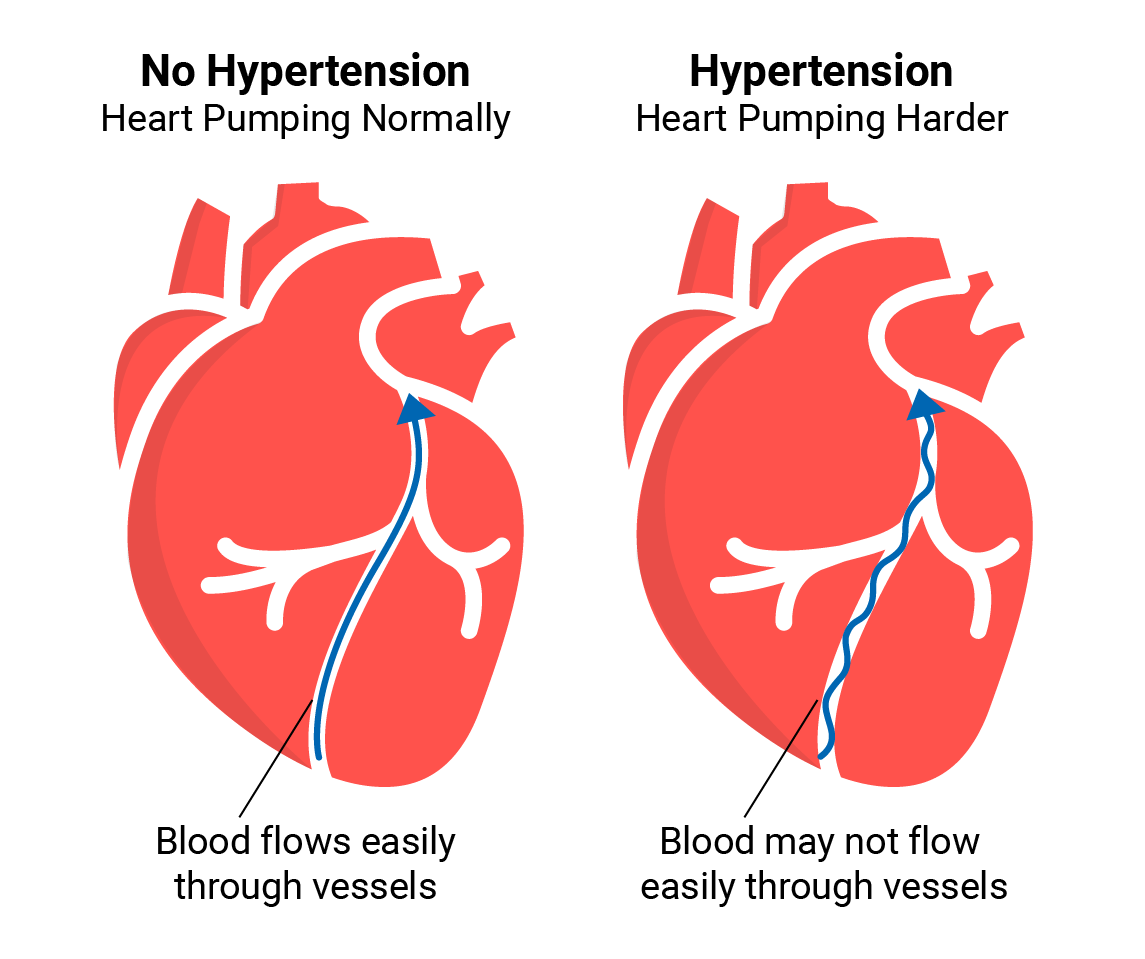 No Hypertension
Heart Pumping Normally
Blood flows easily
through vessels
Hypertension
Heart Pumping Harder
Blood may not flow
easily through vessels